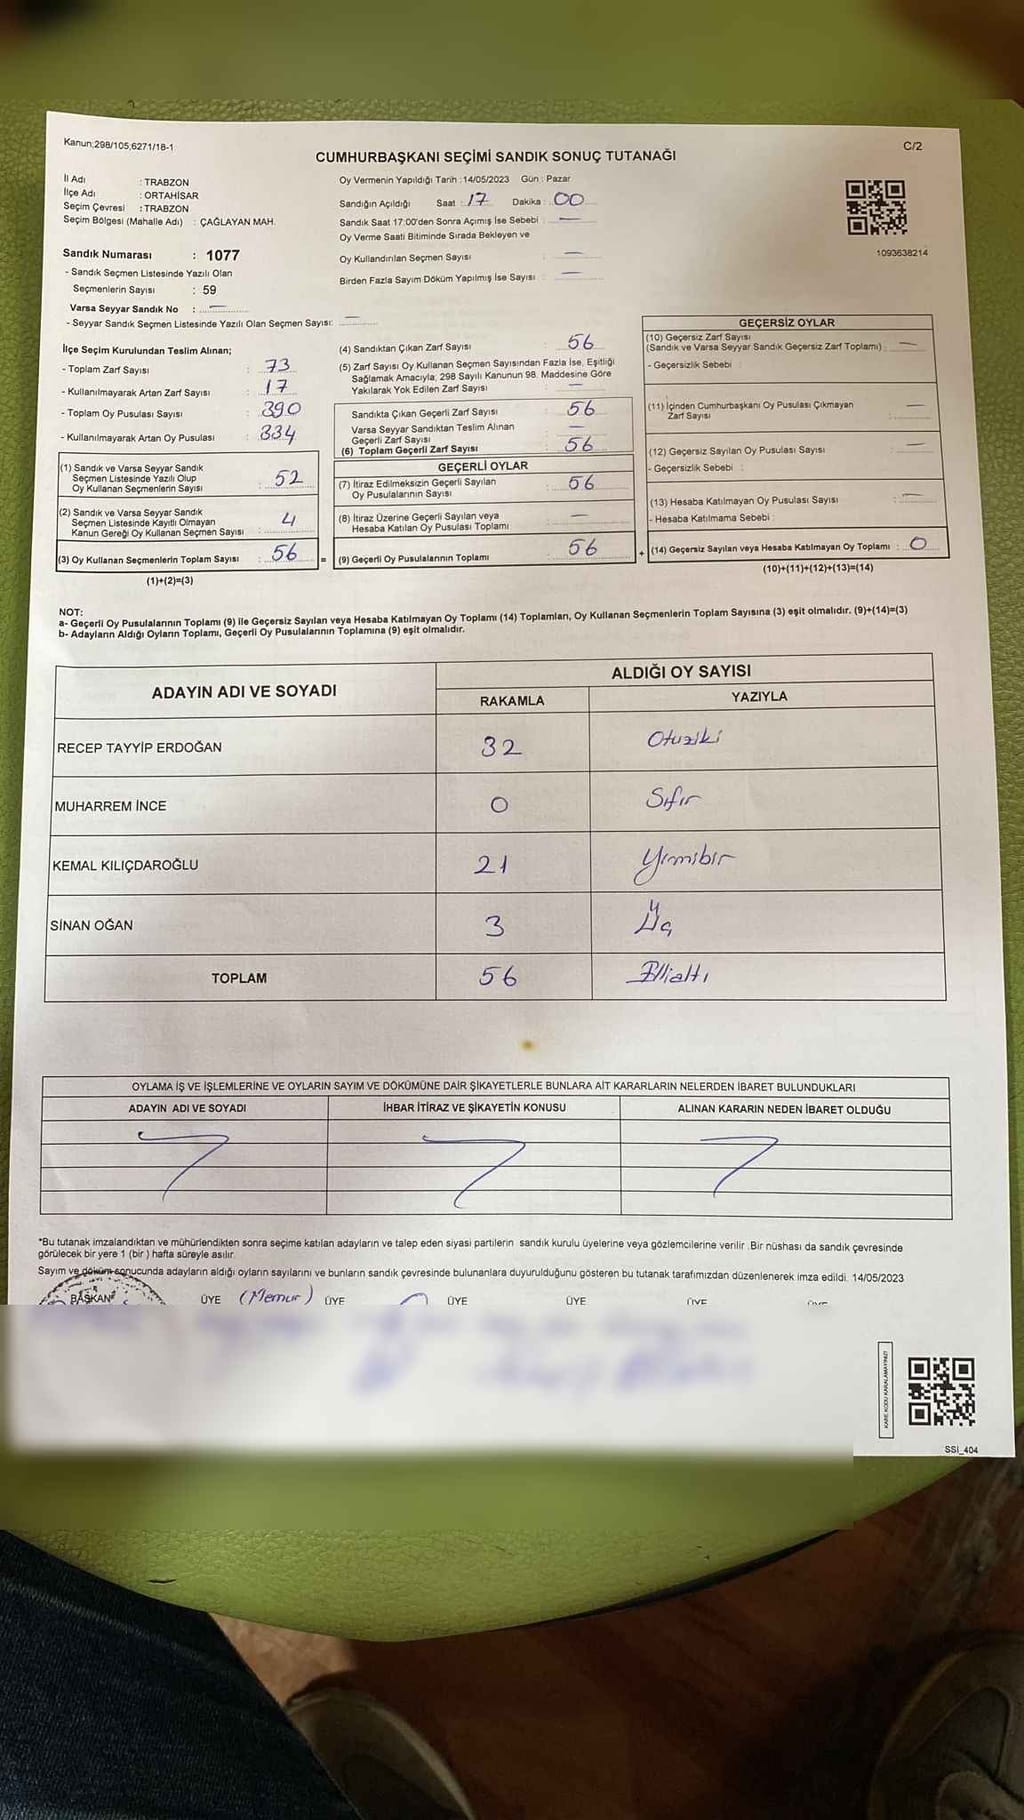 Kanun;298/105,6271/18-1
C/2
CUMHURBAŞKANI SEÇİMİ SANDIK SONUÇ TUTANAĞI
İl Adı : TRABZON
İlçe Adı : ORTAHİSAR
Seçim Çevresi : TRABZON
Seçim Bölgesi (Mahalle Adı) : ÇAĞLAYAN MAH.
Sandık Numarası : 1077
- Sandık Seçmen Listesinde Yazılı Olan
Seçmenlerin Sayısı : 59
Varsa Seyyar Sandık No : —
- Seyyar Sandık Seçmen Listesinde Yazılı Olan Seçmen Sayısı: —
Oy Vermenin Yapıldığı Tarih :14/05/2023 Gün : Pazar
Sandığın Açıldığı Saat : 17 Dakika : 00
Sandık Saat 17:00'den Sonra Açımış İse Sebebi : —
Oy Verme Saati Bitiminde Sırada Bekleyen ve
Oy Kullandırılan Seçmen Sayısı : —
Birden Fazla Sayım Döküm Yapılmış İse Sayısı : —
1093638214
İlçe Seçim Kurulundan Teslim Alınan;
- Toplam Zarf Sayısı : 73
- Kullanılmayarak Artan Zarf Sayısı : 17
- Toplam Oy Pusulası Sayısı : 390
- Kullanılmayarak Artan Oy Pusulası : 334
(1) Sandık ve Varsa Seyyar Sandık
Seçmen Listesinde Yazılı Olup
Oy Kullanan Seçmenlerin Sayısı : 52
(2) Sandık ve Varsa Seyyar Sandık
Seçmen Listesinde Kayıtlı Olmayan
Kanun Gereği Oy Kullanan Seçmen Sayısı : 4
(3) Oy Kullanan Seçmenlerin Toplam Sayısı : 56 =
(1)+(2)=(3)
(4) Sandıktan Çıkan Zarf Sayısı : 56
(5) Zarf Sayısı Oy Kullanan Seçmen Sayısından Fazla İse, Eşitliği
Sağlamak Amacıyla, 298 Sayılı Kanunun 98. Maddesine Göre
Yakılarak Yok Edilen Zarf Sayısı : —
Sandıkta Çıkan Geçerli Zarf Sayısı : 56
Varsa Seyyar Sandıktan Teslim Alınan
Geçerli Zarf Sayısı : —
(6) Toplam Geçerli Zarf Sayısı : 56
GEÇERLİ OYLAR
(7) İtiraz Edilmeksizin Geçerli Sayılan
Oy Pusulalarının Sayısı : 56
(8) İtiraz Üzerine Geçerli Sayılan veya
Hesaba Katılan Oy Pusulası Toplamı : —
(9) Geçerli Oy Pusulalarının Toplamı : 56 +
GEÇERSİZ OYLAR
(10) Geçersiz Zarf Sayısı
(Sandık ve Varsa Seyyar Sandık Geçersiz Zarf Toplamı) : —
- Geçersizlik Sebebi :
(11) İçinden Cumhurbaşkanı Oy Pusulası Çıkmayan
Zarf Sayısı : —
(12) Geçersiz Sayılan Oy Pusulası Sayısı : —
- Geçersizlik Sebebi :
(13) Hesaba Katılmayan Oy Pusulası Sayısı : —
- Hesaba Katılmama Sebebi :
(14) Geçersiz Sayılan veya Hesaba Katılmayan Oy Toplamı : 0
(10)+(11)+(12)+(13)=(14)
NOT:
a- Geçerli Oy Pusulalarının Toplamı (9) ile Geçersiz Sayılan veya Hesaba Katılmayan Oy Toplamı (14) Toplamları, Oy Kullanan Seçmenlerin Toplam Sayısına (3) eşit olmalıdır. (9)+(14)=(3)
b- Adayların Aldığı Oyların Toplamı, Geçerli Oy Pusulalarının Toplamına (9) eşit olmalıdır.
ADAYIN ADI VE SOYADI ALDIĞI OY SAYISI
RAKAMLA YAZIYLA
RECEP TAYYİP ERDOĞAN 32 Otuziki
MUHARREM İNCE 0 Sıfır
KEMAL KILIÇDAROĞLU 21 Yirmibir
SİNAN OĞAN 3 Üç
TOPLAM 56 Ellialtı
OYLAMA İŞ VE İŞLEMLERİNE VE OYLARIN SAYIM VE DÖKÜMÜNE DAİR ŞİKAYETLERLE BUNLARA AİT KARARLARIN NELERDEN İBARET BULUNDUKLARI
ADAYIN ADI VE SOYADI İHBAR İTİRAZ VE ŞİKAYETİN KONUSU ALINAN KARARIN NEDEN İBARET OLDUĞU
*Bu tutanak imzalandıktan ve mühürlendikten sonra seçime katılan adayların ve talep eden siyasi partilerin sandık kurulu üyelerine veya gözlemcilerine verilir .Bir nüshası da sandık çevresinde
görülecek bir yere 1 (bir ) hafta süreyle asılır.
Sayım ve döküm sonucunda adayların aldığı oyların sayılarını ve bunların sandık çevresinde bulunanlara duyurulduğunu gösteren bu tutanak tarafımızdan düzenlenerek imza edildi. 14/05/2023
BAŞKAN ÜYE (Memur) ÜYE ÜYE ÜYE ÜYE ÜYE
KARE KODU KARALAMAYINIZ!
SSİ_404